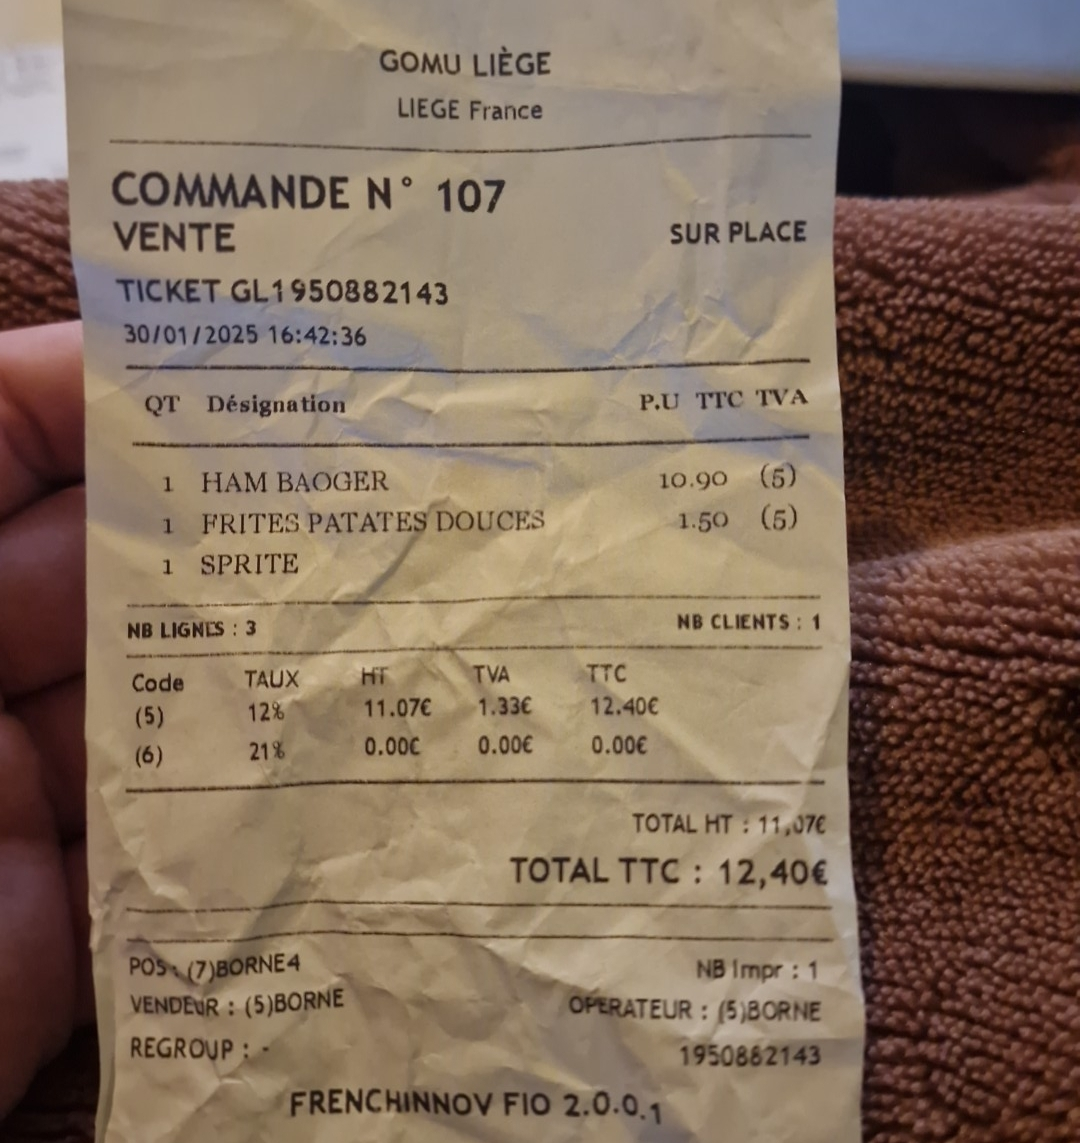 GOMU LIÈGE
LIEGE France
COMMANDE N° 107
VENTE SUR PLACE
TICKET GL1950882143
30/01/2025 16:42:36
QT Désignation P.U TTC TVA
1 HAM BAOGER 10.90 (5)
1 FRITES PATATES DOUCES 1.50 (5)
1 SPRITE
NB LIGNES : 3 NB CLIENTS : 1
Code TAUX HT TVA TTC
(5) 12% 11.07€ 1.33€ 12.40€
(6) 21% 0.00€ 0.00€ 0.00€
TOTAL HT : 11,07€
TOTAL TTC : 12,40€
POS : (7)BORNE4 NB Impr : 1
VENDEUR : (5)BORNE OPERATEUR : (5)BORNE
REGROUP : - 1950882143
FRENCHINNOV FIO 2.0.0.1